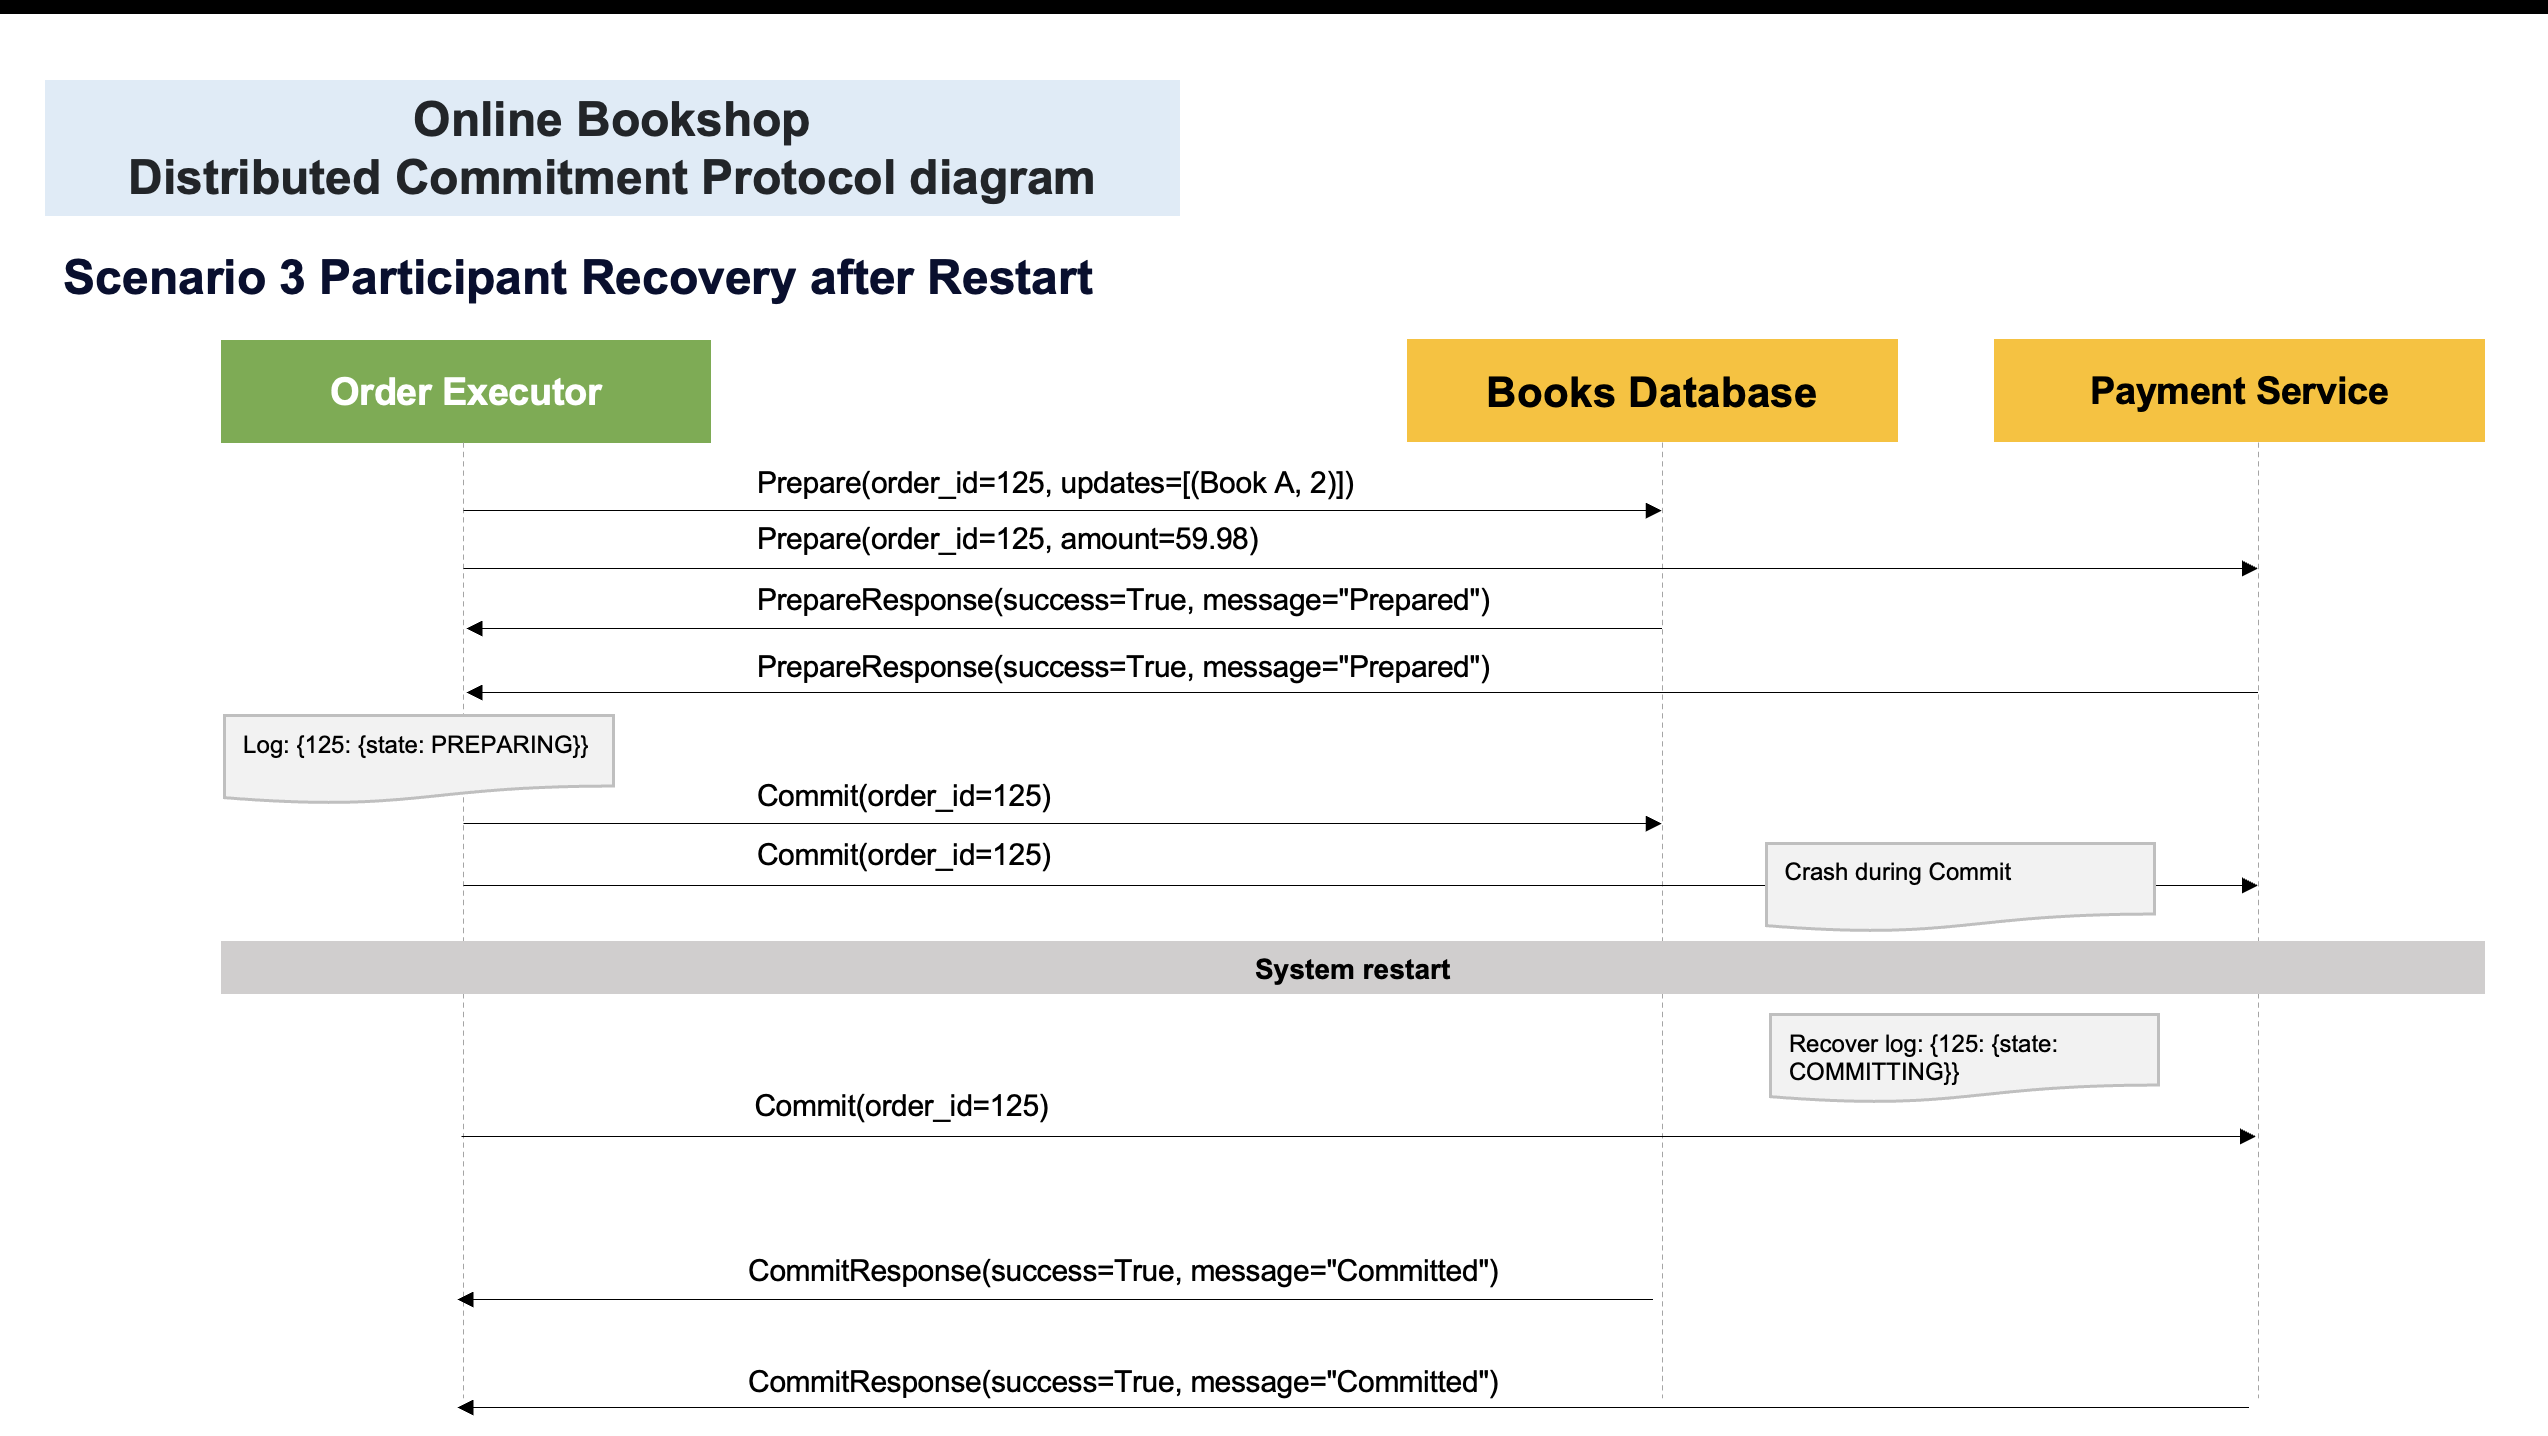 Online Bookshop
Distributed Commitment Protocol diagram
Scenario 3 Participant Recovery after Restart
Order Executor
Books Database
Payment Service
Prepare(order_id=125, updates=[(Book A, 2)])
Prepare(order_id=125, amount=59.98)
PrepareResponse(success=True, message="Prepared")
PrepareResponse(success=True, message="Prepared")
Log: {125: {state: PREPARING}}
Commit(order_id=125)
Commit(order_id=125)
Crash during Commit
System restart
Recover log: {125: {state:
COMMITTING}}
Commit(order_id=125)
CommitResponse(success=True, message="Committed")
CommitResponse(success=True, message="Committed")